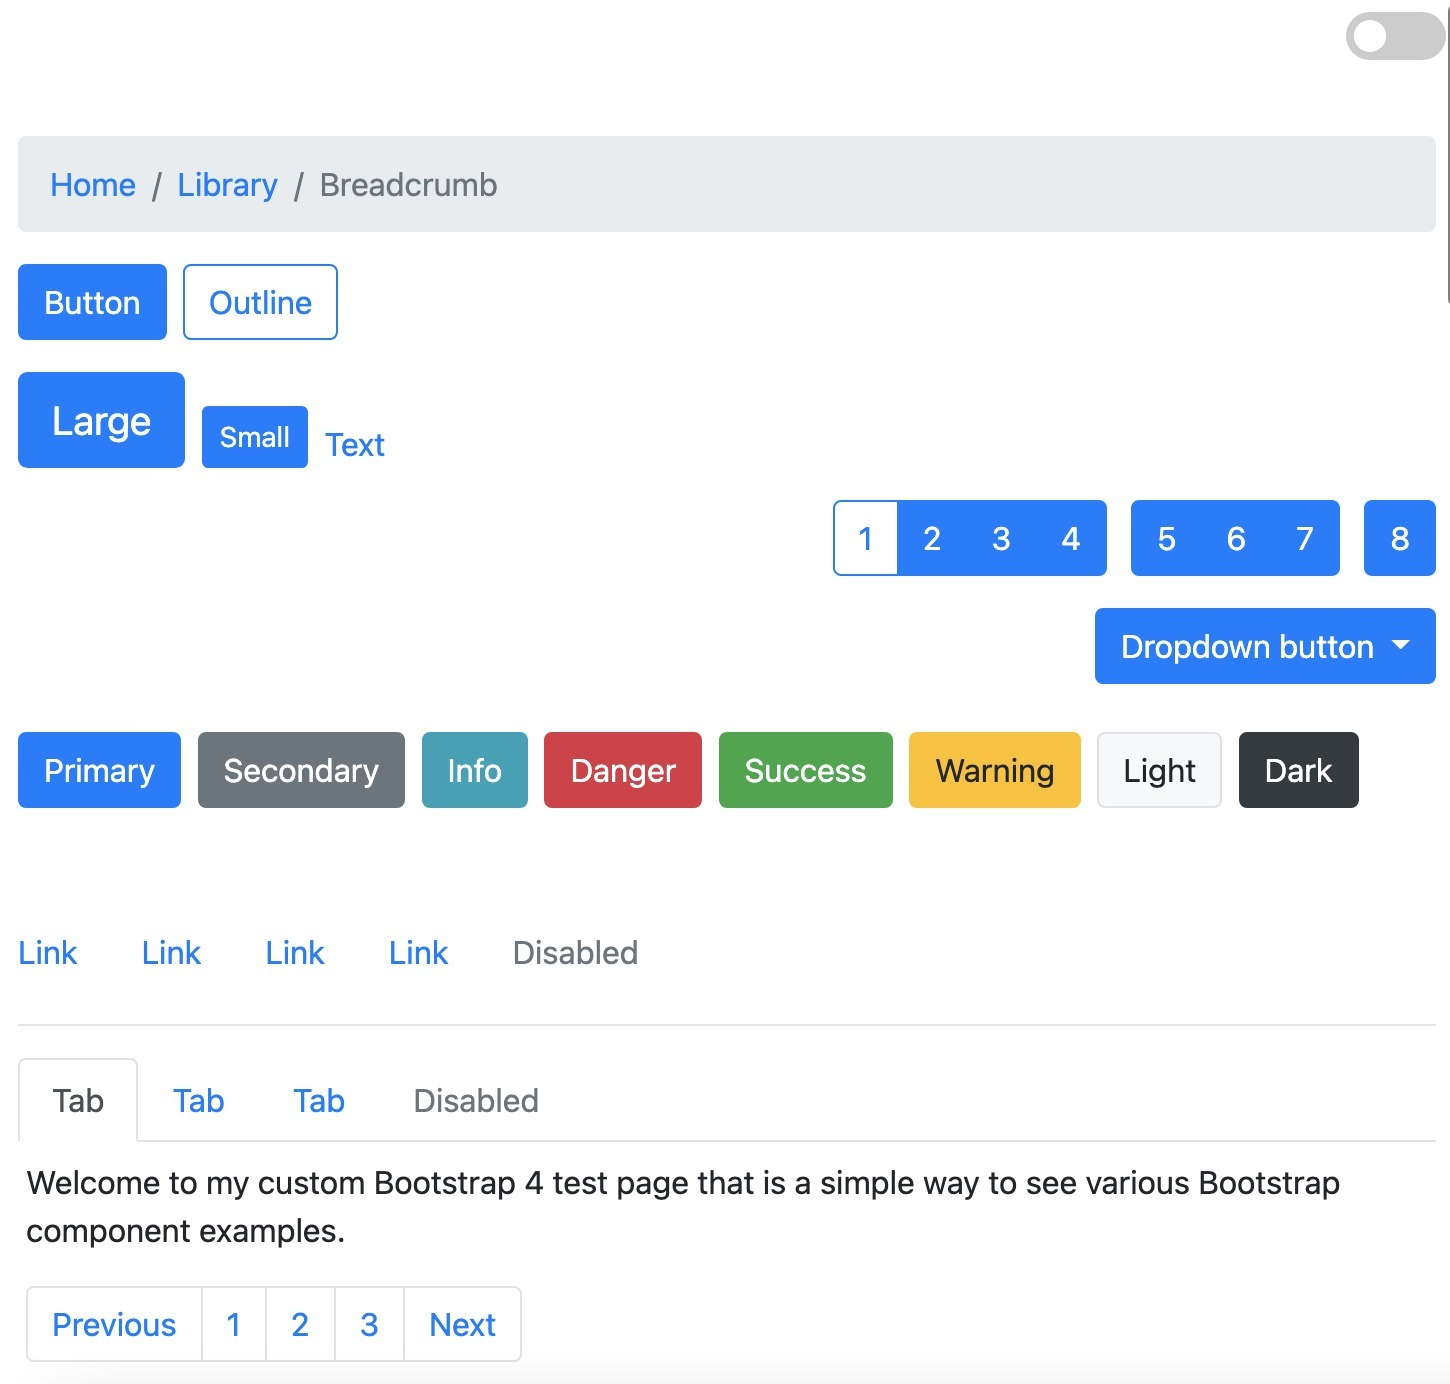 Home / Library / Breadcrumb
Button Outline
Large Small Text
1 2 3 4 5 6 7 8
Dropdown button
Primary Secondary Info Danger Success Warning Light Dark
Link Link Link Link Disabled
Tab Tab Tab Disabled
Welcome to my custom Bootstrap 4 test page that is a simple way to see various Bootstrap
component examples.
Previous 1 2 3 Next